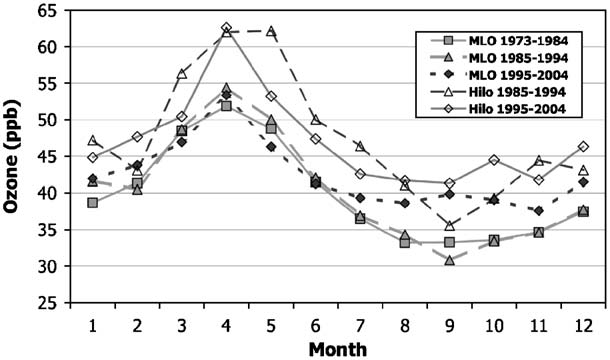 65
60
55
50
45
40
35
30
25
Ozone (ppb)
MLO 1973-1984
MLO 1985-1994
MLO 1995-2004
Hilo 1985-1994
Hilo 1995-2004
1 2 3 4 5 6 7 8 9 10 11 12
Month